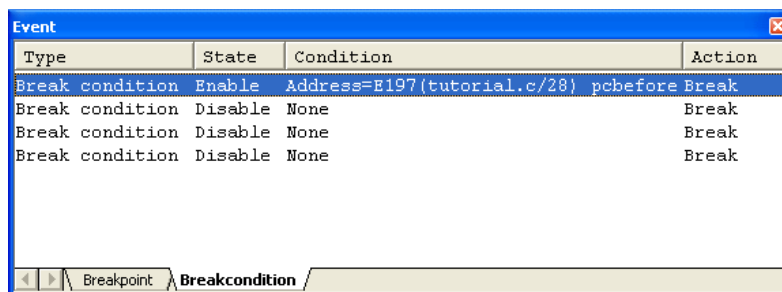 Event
Type State Condition Action
Break condition Enable Address=E197(tutorial.c/28) pcbefore Break
Break condition Disable None Break
Break condition Disable None Break
Break condition Disable None Break
Breakpoint Breakcondition